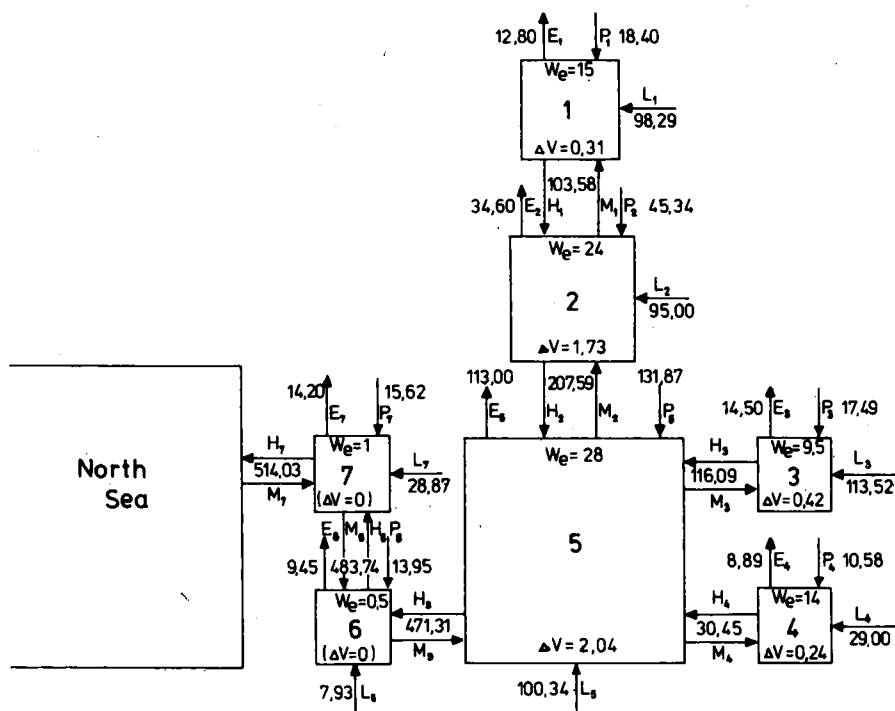 12,80 E₁ P₁ 18,40
Wₑ=15
1
L₁
98,29
ΔV=0,31
103,58
34,60 E₂ H₁ M₁ P₂ 45,34
Wₑ=24
2
L₂
95,00
ΔV=1,73
113,00 207,59 131,87
E₅ H₂ M₂ P₅
14,20 15,62
E₇ P₇
14,50 E₃ P₃ 17,49
North
Sea
H₇
514,03
M₇
Wₑ=1
7
(ΔV=0)
L₇
28,87
Wₑ=28
5
ΔV=2,04
H₃
116,09
M₃
Wₑ=9,5
3
ΔV=0,42
L₃
113,52
E₆ M₆ H₆ P₆
9,45 483,74 13,95
8,89 E₄ P₄ 10,58
Wₑ=0,5
6
(ΔV=0)
H₈
471,31
M₉
H₄
30,45
M₄
Wₑ=14
4
ΔV=0,24
L₄
29,00
7,93 L₆
100,34 L₅